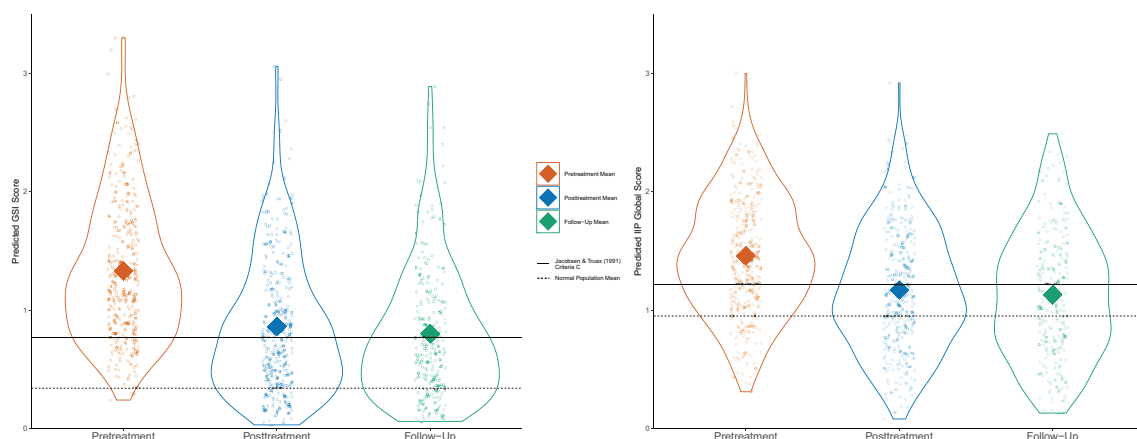 Predicted GSI Score
3
2
1
0
Pretreatment
Posttreatment
Follow-Up
Pretreatment Mean
Posttreatment Mean
Follow-Up Mean
Jacobsen & Truax (1991)
Criteria C
Normal Population Mean
Predicted IIP Global Score
3
2
1
0
Pretreatment
Posttreatment
Follow-Up